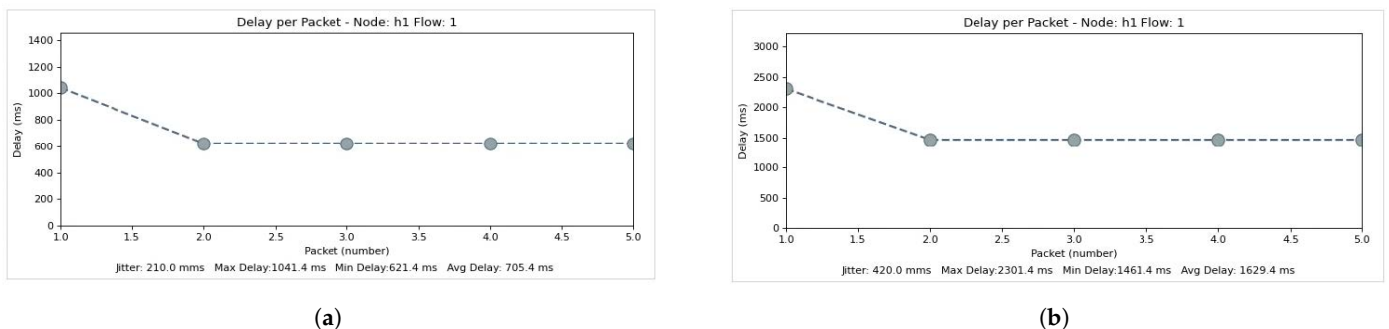 Delay per Packet - Node: h1 Flow: 1
1400
1200
1000
800
600
400
200
0
Delay (ms)
1.0 1.5 2.0 2.5 3.0 3.5 4.0 4.5 5.0
Packet (number)
Jitter: 210.0 mms Max Delay:1041.4 ms Min Delay:621.4 ms Avg Delay: 705.4 ms
(a)
Delay per Packet - Node: h1 Flow: 1
3000
2500
2000
1500
1000
500
0
Delay (ms)
1.0 1.5 2.0 2.5 3.0 3.5 4.0 4.5 5.0
Packet (number)
Jitter: 420.0 mms Max Delay:2301.4 ms Min Delay:1461.4 ms Avg Delay: 1629.4 ms
(b)